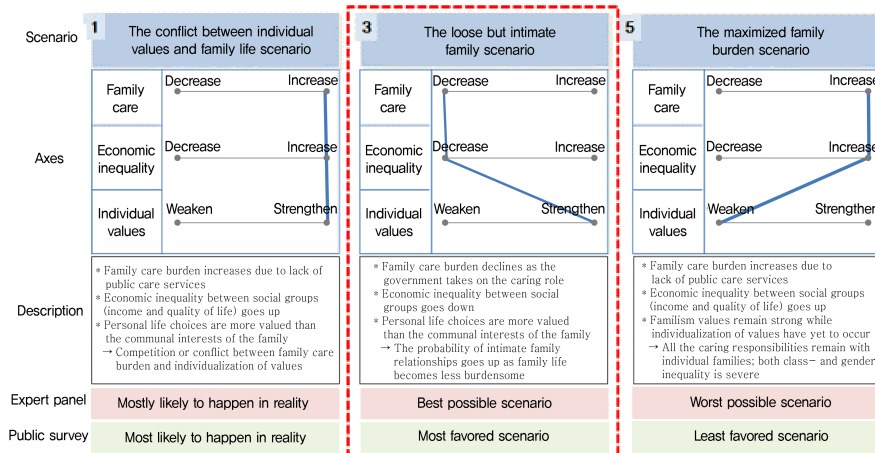 Scenario
1
The conflict between individual
values and family life scenario
3
The loose but intimate
family scenario
5
The maximized family
burden scenario
Axes
Family
care
Decrease Increase
Economic
inequality
Decrease Increase
Individual
values
Weaken Strengthen
Decrease Increase
Decrease Increase
Weaken Strengthen
Decrease Increase
Decrease Increase
Weaken Strengthen
Description
* Family care burden increases due to lack of
public care services
* Economic inequality between social groups
(income and quality of life) goes up
* Personal life choices are more valued than
the communal interests of the family
→ Competition or conflict between family care
burden and individualization of values
* Family care burden declines as the
government takes on the caring role
* Economic inequality between social
groups goes down
* Personal life choices are more valued
than the communal interests of the family
→ The probability of intimate family
relationships goes up as family life
becomes less burdensome
* Family care burden increases due to
lack of public care services
* Economic inequality between social groups
(income and quality of life) goes up
* Familism values remain strong while
individualization of values have yet to occur
→ All the caring responsibilities remain with
individual families; both class- and gender
inequality is severe
Expert panel
Mostly likely to happen in reality
Best possible scenario
Worst possible scenario
Public survey
Most likely to happen in reality
Most favored scenario
Least favored scenario